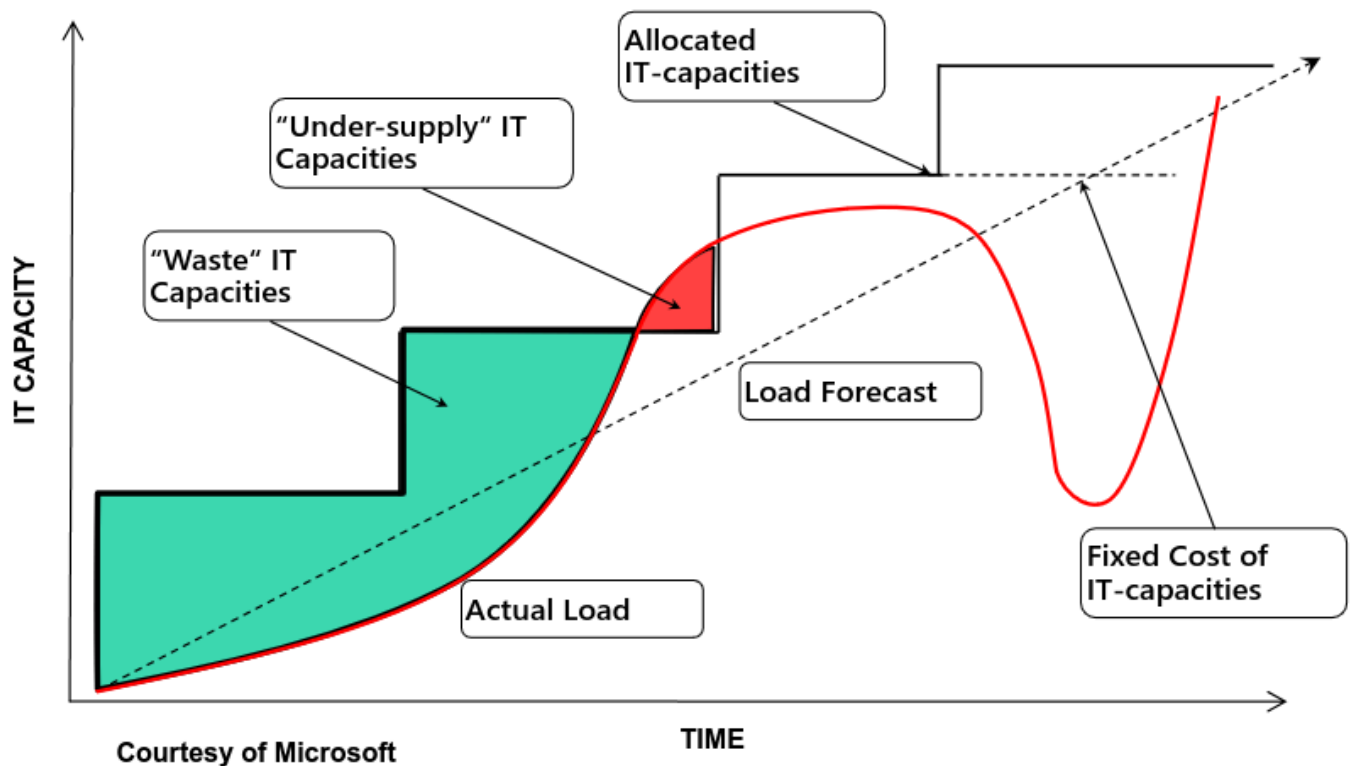 Allocated
IT-capacities
“Under-supply“ IT
Capacities
“Waste“ IT
Capacities
IT CAPACITY
Load Forecast
Fixed Cost of
IT-capacities
Actual Load
TIME
Courtesy of Microsoft